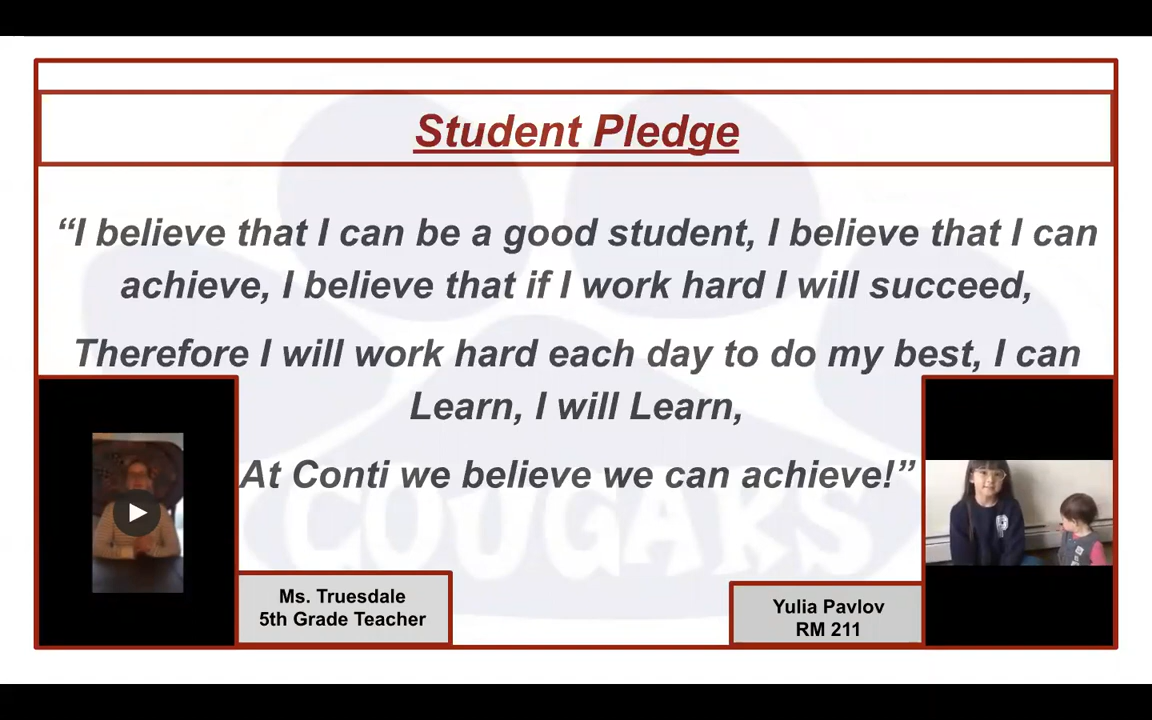 Student Pledge
“I believe that I can be a good student, I believe that I can
achieve, I believe that if I work hard I will succeed,
Therefore I will work hard each day to do my best, I can
Learn, I will Learn,
At Conti we believe we can achieve!”
COUGARS
Ms. Truesdale
5th Grade Teacher
Yulia Pavlov
RM 211